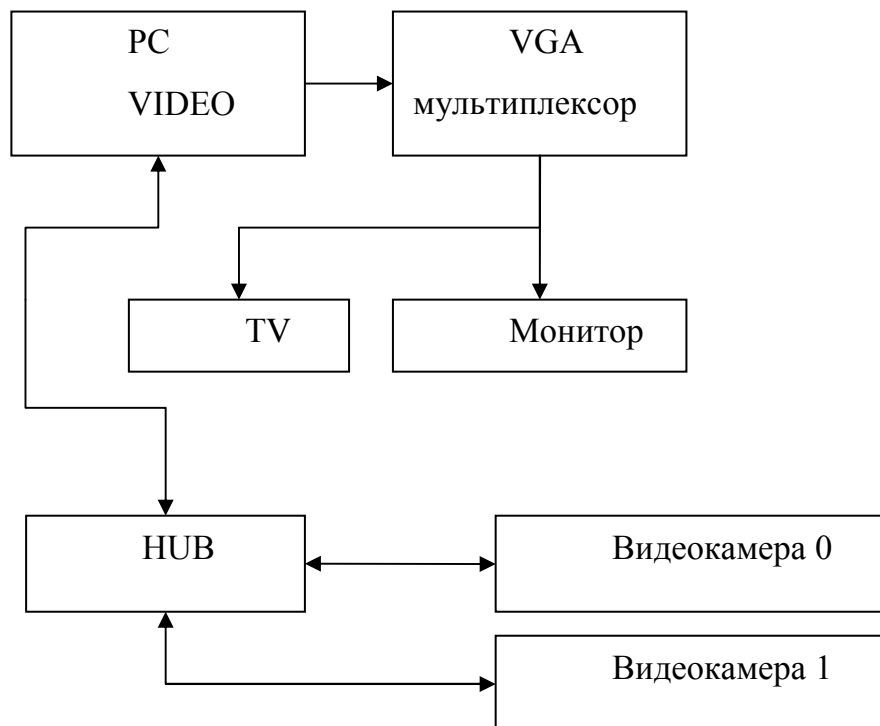 PC
VIDEO
VGA
мультиплексор
TV
Монитор
HUB
Видеокамера 0
Видеокамера 1